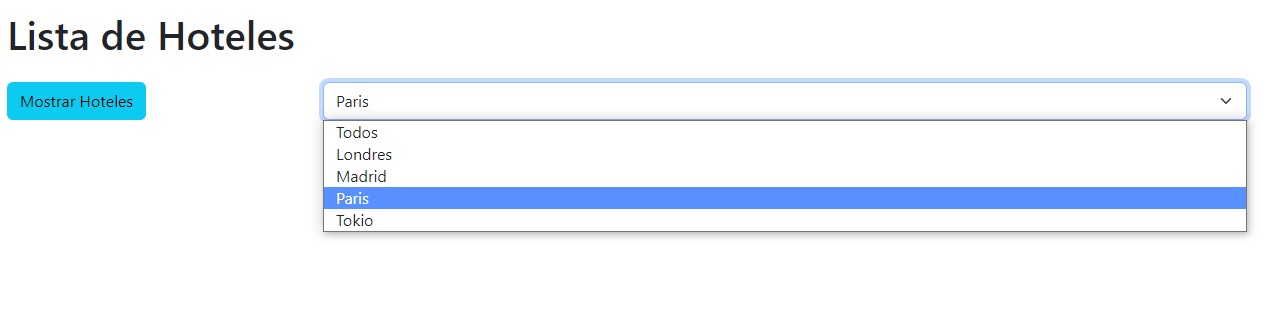 Lista de Hoteles
Mostrar Hoteles
Paris
Todos
Londres
Madrid
Paris
Tokio